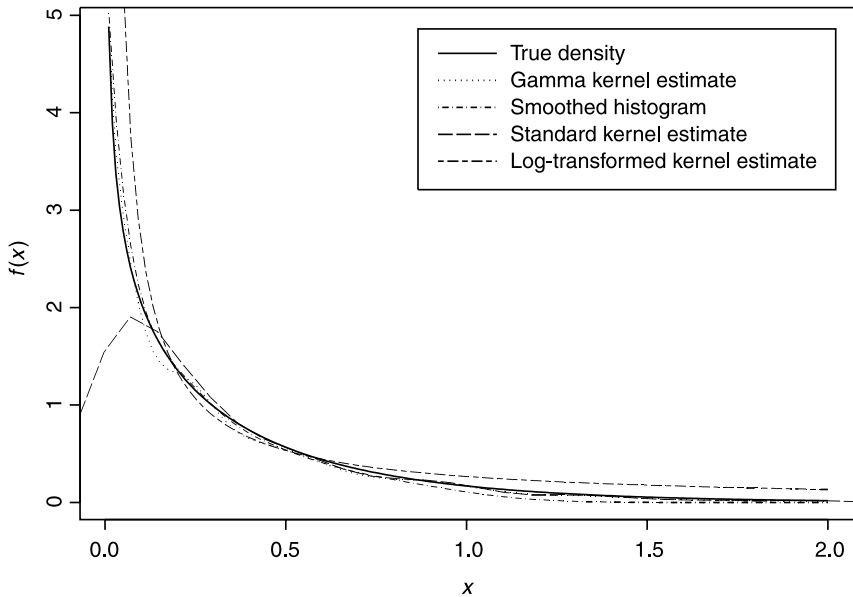 5
4
3
2
1
0
f(x)
True density
Gamma kernel estimate
Smoothed histogram
Standard kernel estimate
Log-transformed kernel estimate
0.0 0.5 1.0 1.5 2.0
x